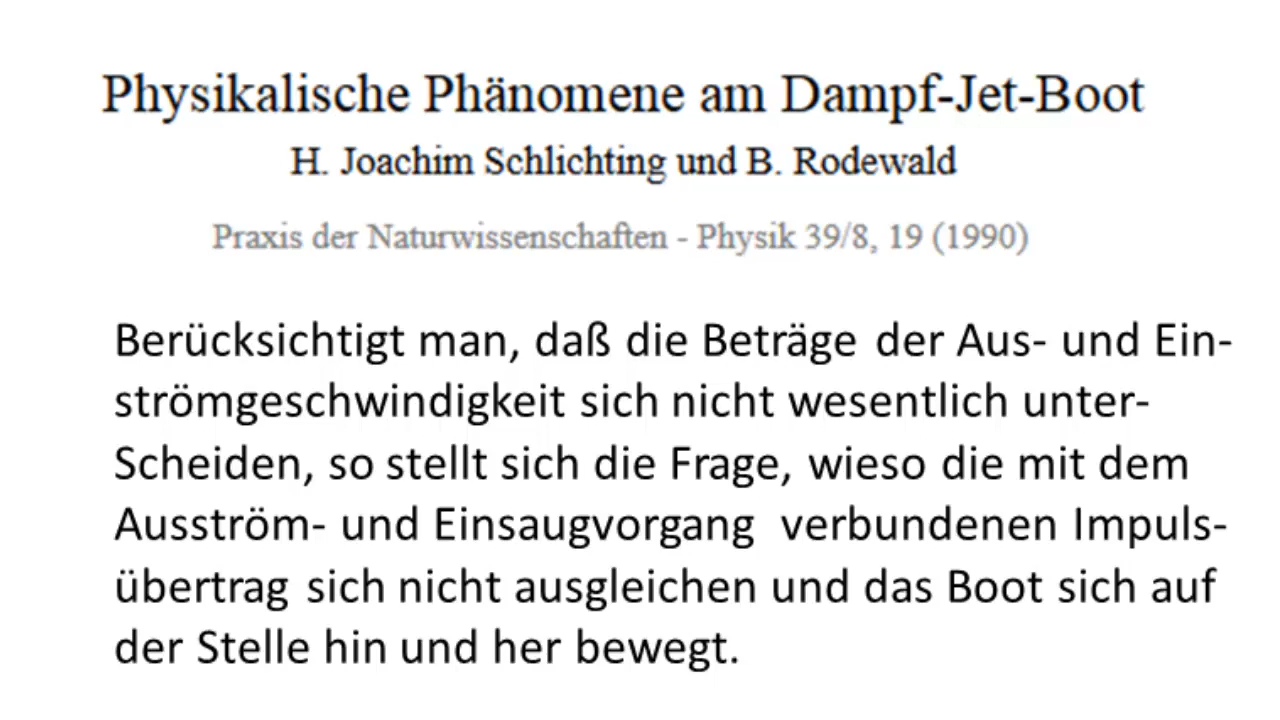 Physikalische Phänomene am Dampf-Jet-Boot
H. Joachim Schlichting und B. Rodewald
Praxis der Naturwissenschaften - Physik 39/8, 19 (1990)
Berücksichtigt man, daß die Beträge der Aus- und Ein-
strömgeschwindigkeit sich nicht wesentlich unter-
Scheiden, so stellt sich die Frage, wieso die mit dem
Ausström- und Einsaugvorgang verbundenen Impuls-
übertrag sich nicht ausgleichen und das Boot sich auf
der Stelle hin und her bewegt.